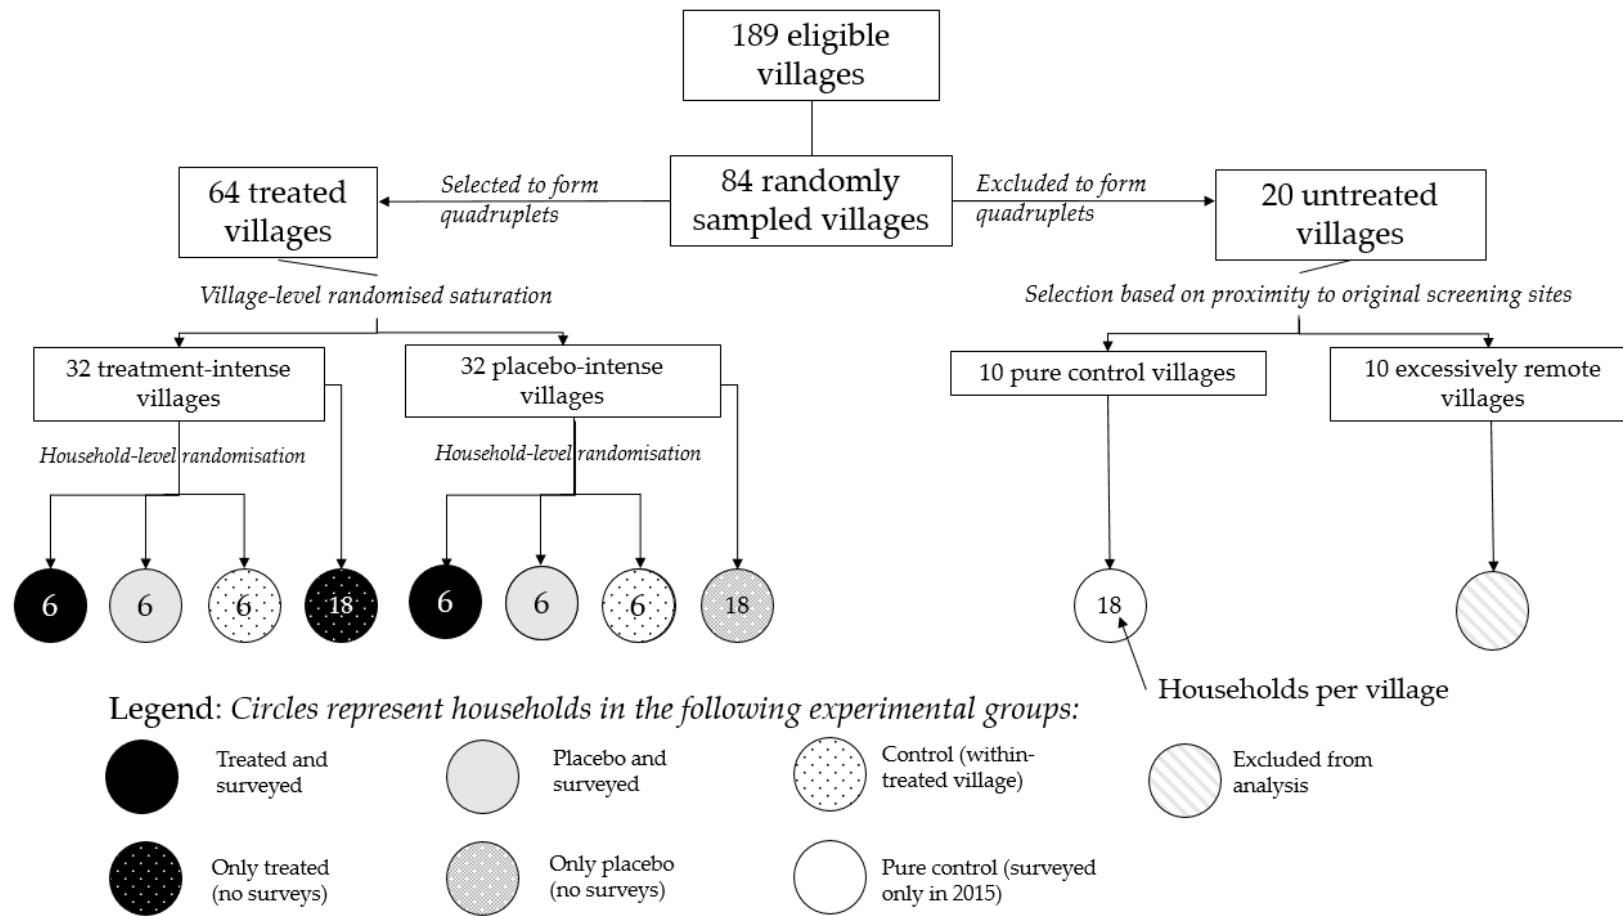 189 eligible
villages
64 treated
villages
Selected to form
quadruplets
84 randomly
sampled villages
Excluded to form
quadruplets
20 untreated
villages
Village-level randomised saturation
Selection based on proximity to original screening sites
32 treatment-intense
villages
32 placebo-intense
villages
10 pure control villages
10 excessively remote
villages
Household-level randomisation
Household-level randomisation
6
6
6
18
6
6
6
18
18
Households per village
Legend: Circles represent households in the following experimental groups:
Treated and
surveyed
Placebo and
surveyed
Control (within-
treated village)
Excluded from
analysis
Only treated
(no surveys)
Only placebo
(no surveys)
Pure control (surveyed
only in 2015)